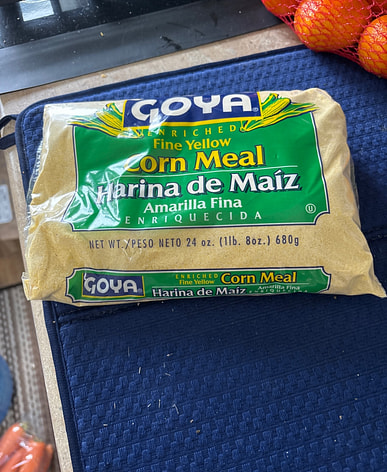 GOYA®
ENRICHED
Fine Yellow
Corn Meal
Harina de Maíz
Amarilla Fina
ENRIQUECIDA
U
NET WT./PESO NETO 24 oz. (1lb. 8oz.) 680g
GOYA
ENRICHED
Fine Yellow
Corn Meal
Harina de Maíz
Amarilla Fina
ENRIQUECIDA